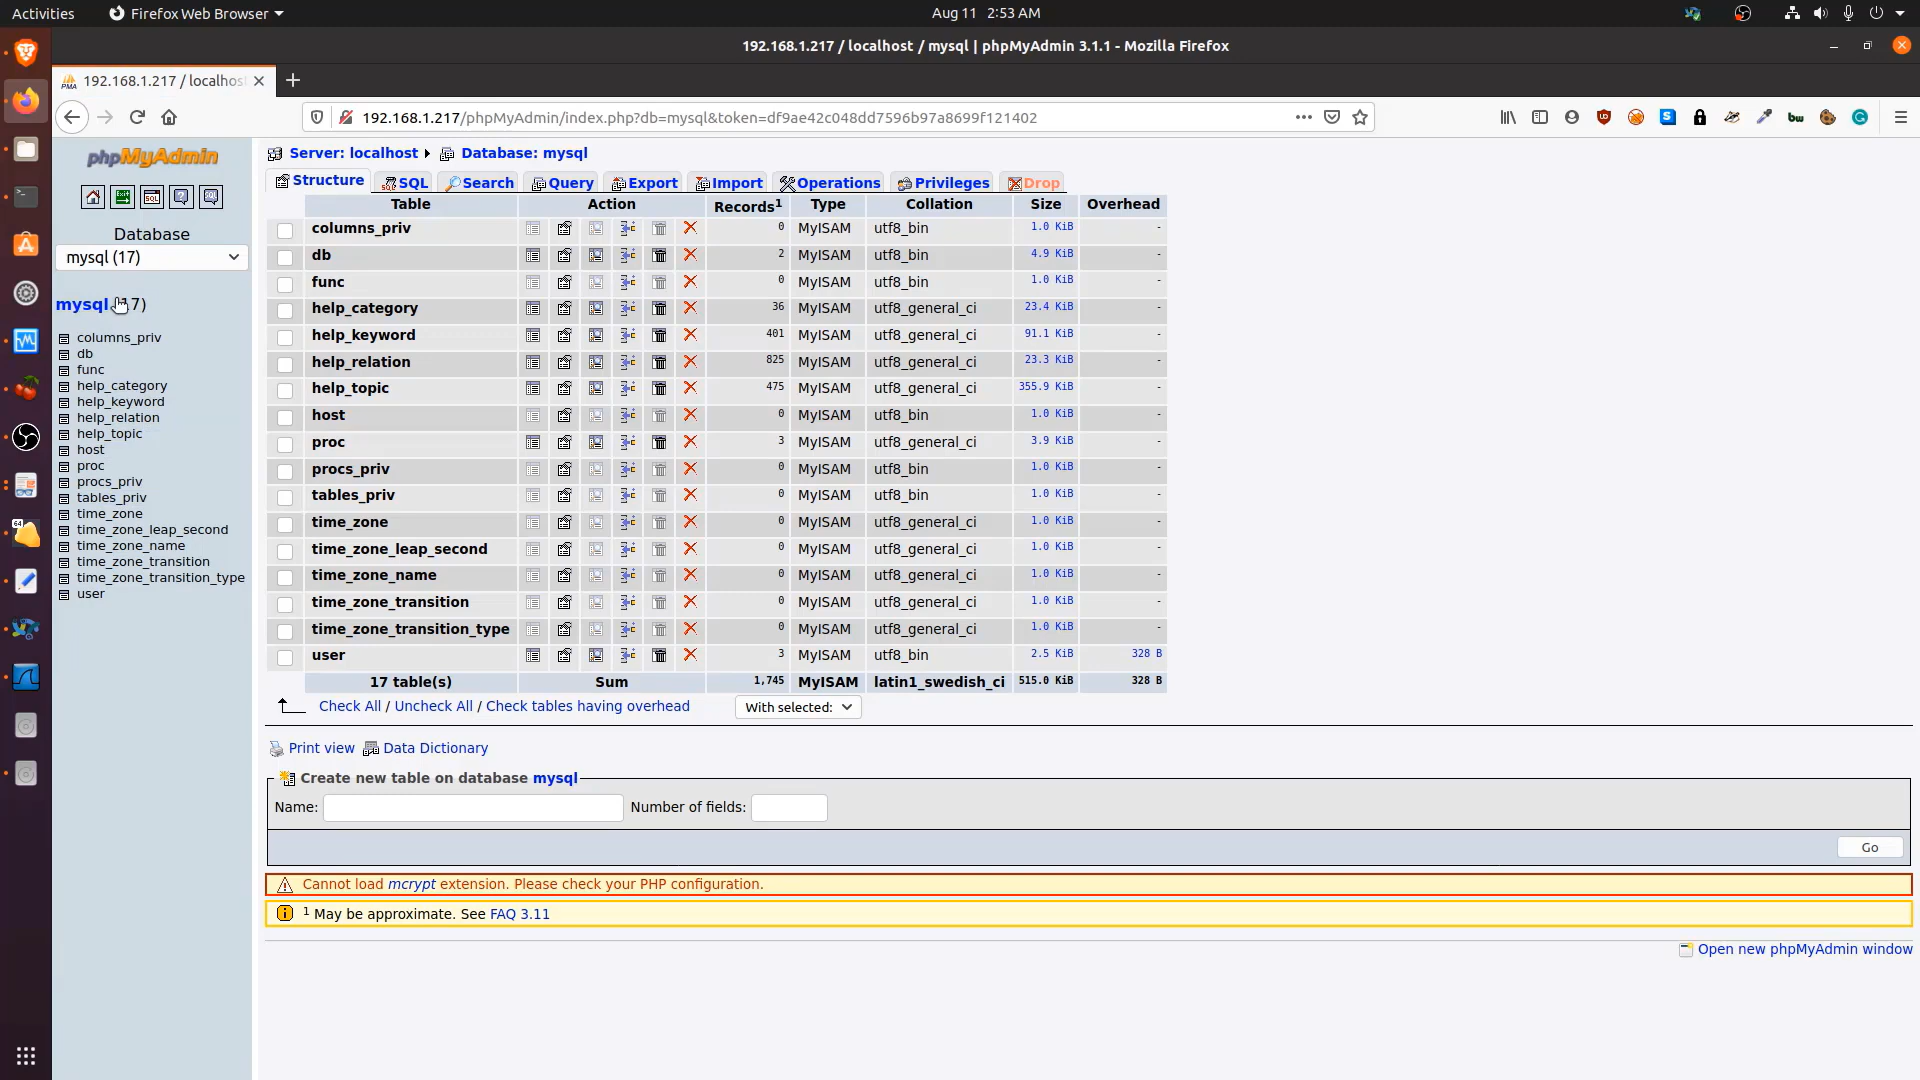 Activities Firefox Web Browser Aug 11 2:53 AM
192.168.1.217 / localhost / mysql | phpMyAdmin 3.1.1 - Mozilla Firefox
PMA 192.168.1.217 / localhos
192.168.1.217/phpMyAdmin/index.php?db=mysql&token=df9ae42c048dd7596b97a8699f121402
phpMyAdmin
Database
mysql (17)
mysql 7)
columns_priv
db
func
help_category
help_keyword
help_relation
help_topic
host
proc
procs_priv
tables_priv
time_zone
time_zone_leap_second
time_zone_name
time_zone_transition
time_zone_transition_type
user
64
Server: localhost Database: mysql
Structure SQL Search Query Export Import Operations Privileges Drop
Table Action Records1 Type Collation Size Overhead
columns_priv 0 MyISAM utf8_bin 1.0 KiB -
db 2 MyISAM utf8_bin 4.9 KiB -
func 0 MyISAM utf8_bin 1.0 KiB -
help_category 36 MyISAM utf8_general_ci 23.4 KiB -
help_keyword 401 MyISAM utf8_general_ci 91.1 KiB -
help_relation 825 MyISAM utf8_general_ci 23.3 KiB -
help_topic 475 MyISAM utf8_general_ci 355.9 KiB -
host 0 MyISAM utf8_bin 1.0 KiB -
proc 3 MyISAM utf8_general_ci 3.9 KiB -
procs_priv 0 MyISAM utf8_bin 1.0 KiB -
tables_priv 0 MyISAM utf8_bin 1.0 KiB -
time_zone 0 MyISAM utf8_general_ci 1.0 KiB -
time_zone_leap_second 0 MyISAM utf8_general_ci 1.0 KiB -
time_zone_name 0 MyISAM utf8_general_ci 1.0 KiB -
time_zone_transition 0 MyISAM utf8_general_ci 1.0 KiB -
time_zone_transition_type 0 MyISAM utf8_general_ci 1.0 KiB -
user 3 MyISAM utf8_bin 2.5 KiB 328 B
17 table(s) Sum 1,745 MyISAM latin1_swedish_ci 515.0 KiB 328 B
Check All / Uncheck All / Check tables having overhead With selected:
Print view Data Dictionary
Create new table on database mysql
Name: Number of fields:
Go
Cannot load mcrypt extension. Please check your PHP configuration.
1 May be approximate. See FAQ 3.11
Open new phpMyAdmin window